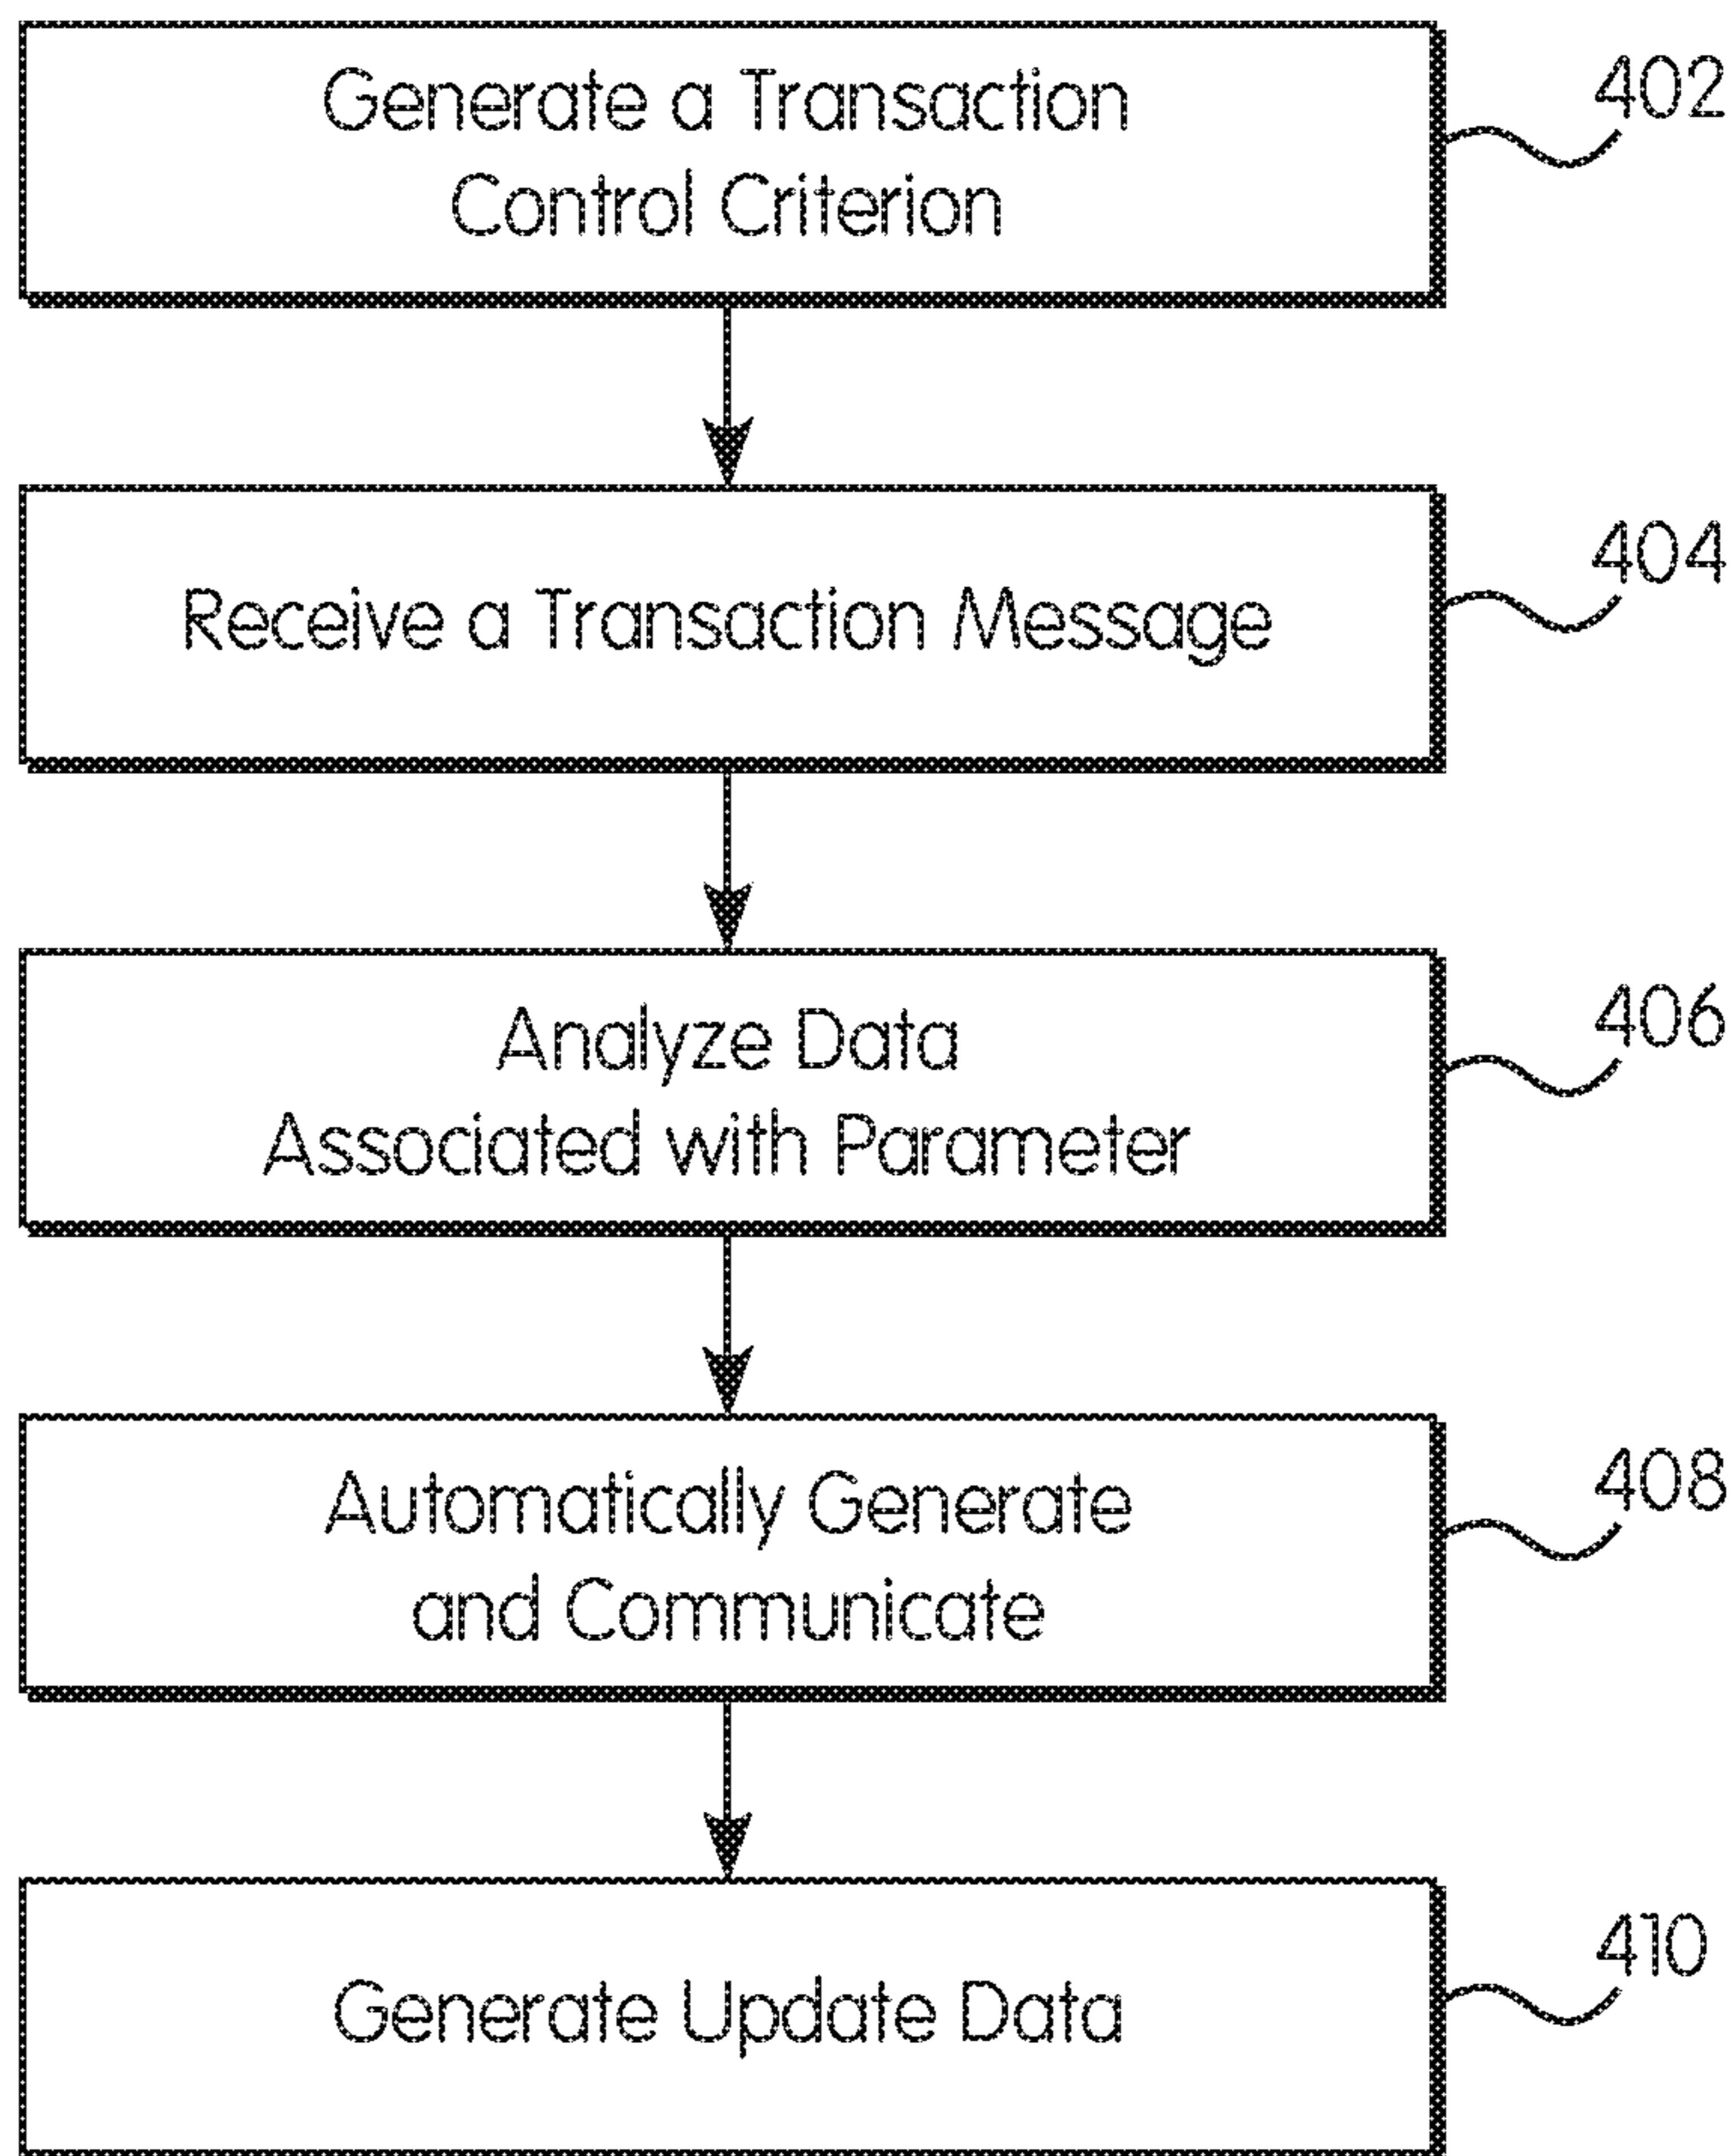 Generate a Transaction
Control Criterion
402
Receive a Transaction Message
404
Analyze Data
Associated with Parameter
406
Automatically Generate
and Communicate
408
Generate Update Data
410